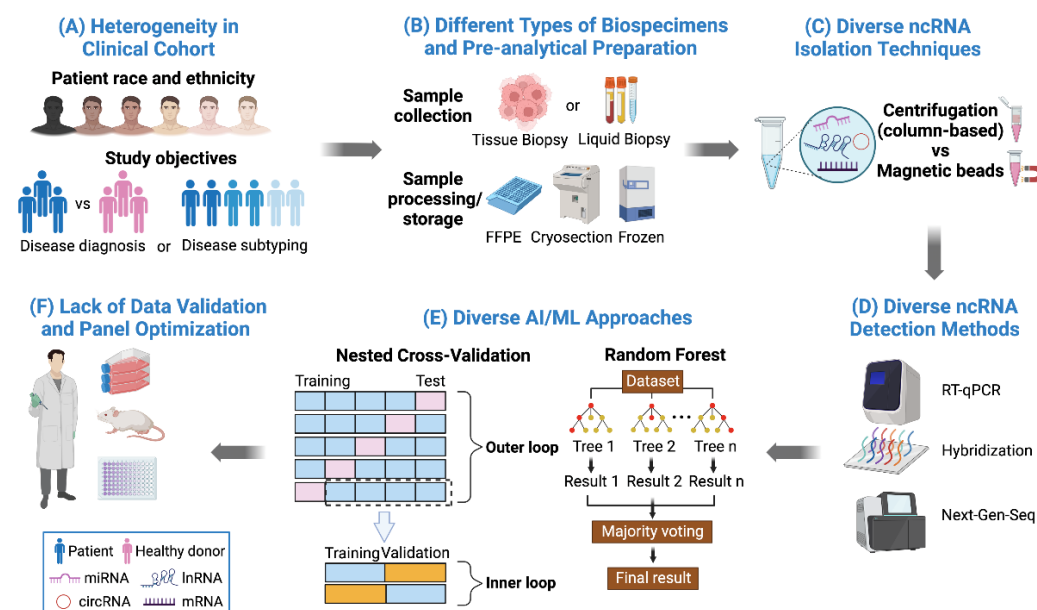 (A) Heterogeneity in
Clinical Cohort
Patient race and ethnicity
Study objectives
vs
Disease diagnosis or Disease subtyping
(B) Different Types of Biospecimens
and Pre-analytical Preparation
Sample
collection
or
Tissue Biopsy Liquid Biopsy
Sample
processing/
storage
FFPE Cryosection Frozen
(C) Diverse ncRNA
Isolation Techniques
Centrifugation
(column-based)
vs
Magnetic beads
(D) Diverse ncRNA
Detection Methods
RT-qPCR
Hybridization
Next-Gen-Seq
(E) Diverse AI/ML Approaches
Nested Cross-Validation
Training Test
Outer loop
Training Validation
Inner loop
Random Forest
Dataset
Tree 1 Tree 2 Tree n
Result 1 Result 2 Result n
Majority voting
Final result
(F) Lack of Data Validation
and Panel Optimization
Patient Healthy donor
miRNA lnRNA
circRNA mRNA